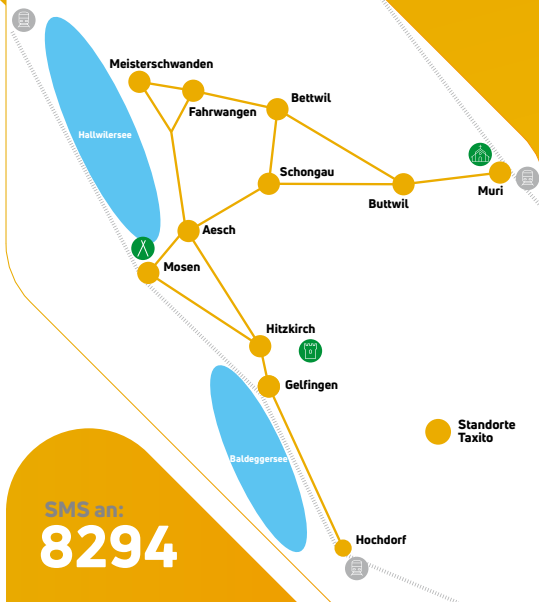 Meisterschwanden
Fahrwangen
Bettwil
Hallwilersee
Schongau
Buttwil
Muri
Aesch
Mosen
Hitzkirch
Gelfingen
Baldeggersee
Standorte
Taxito
SMS an:
8294
Hochdorf